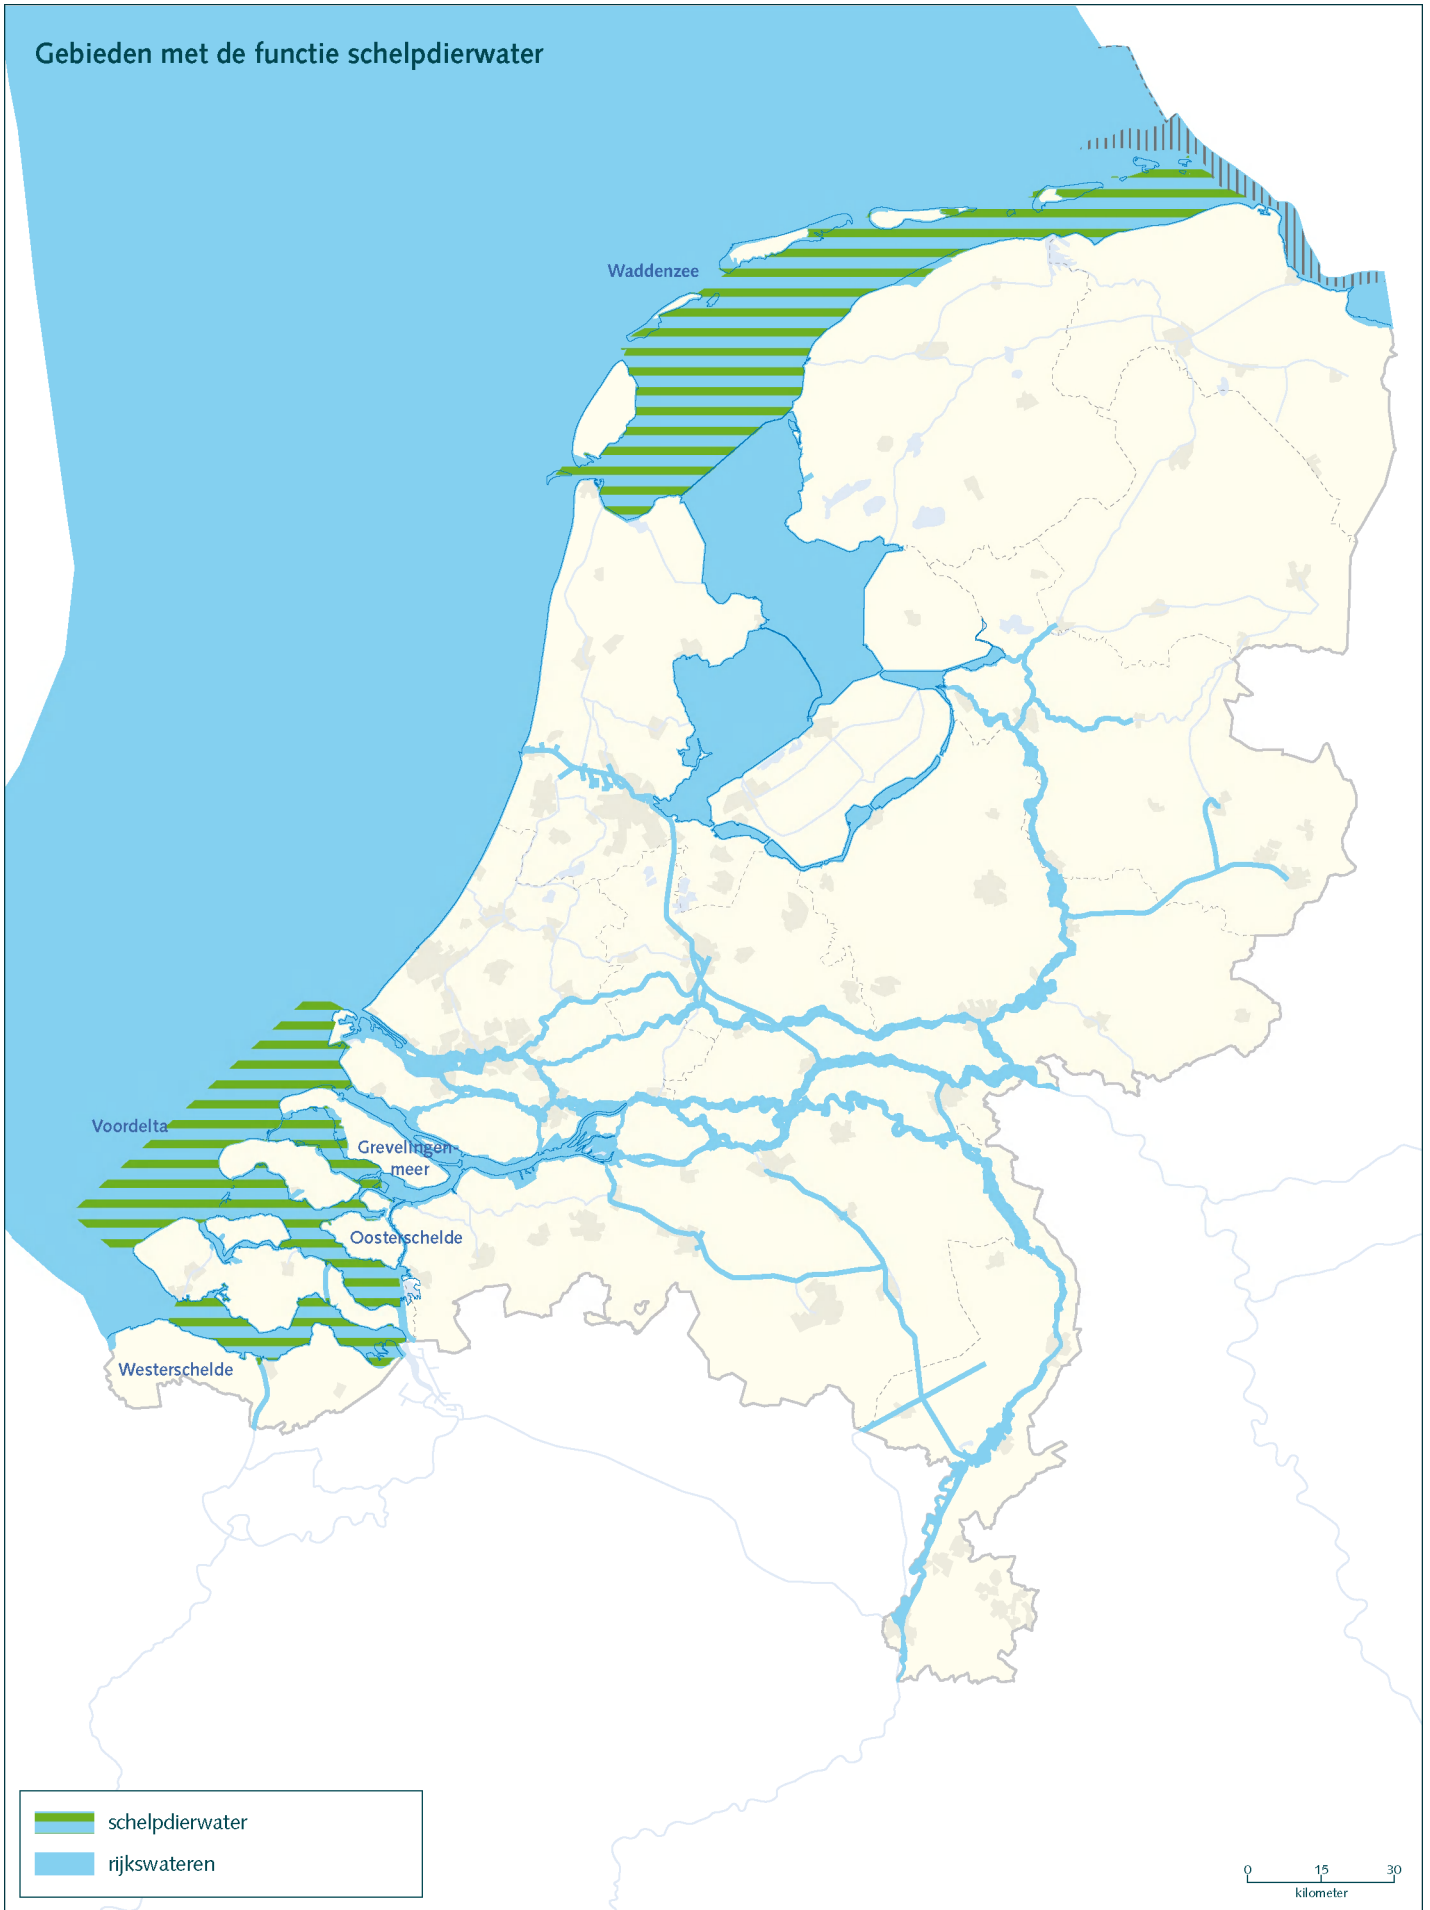 Gebieden met de functie schelpdierwater
Waddenzee
Voordelta
Grevelingen-
meer
Oosterschelde
Westerschelde
schelpdierwater
rijkswateren
0 15 30
kilometer